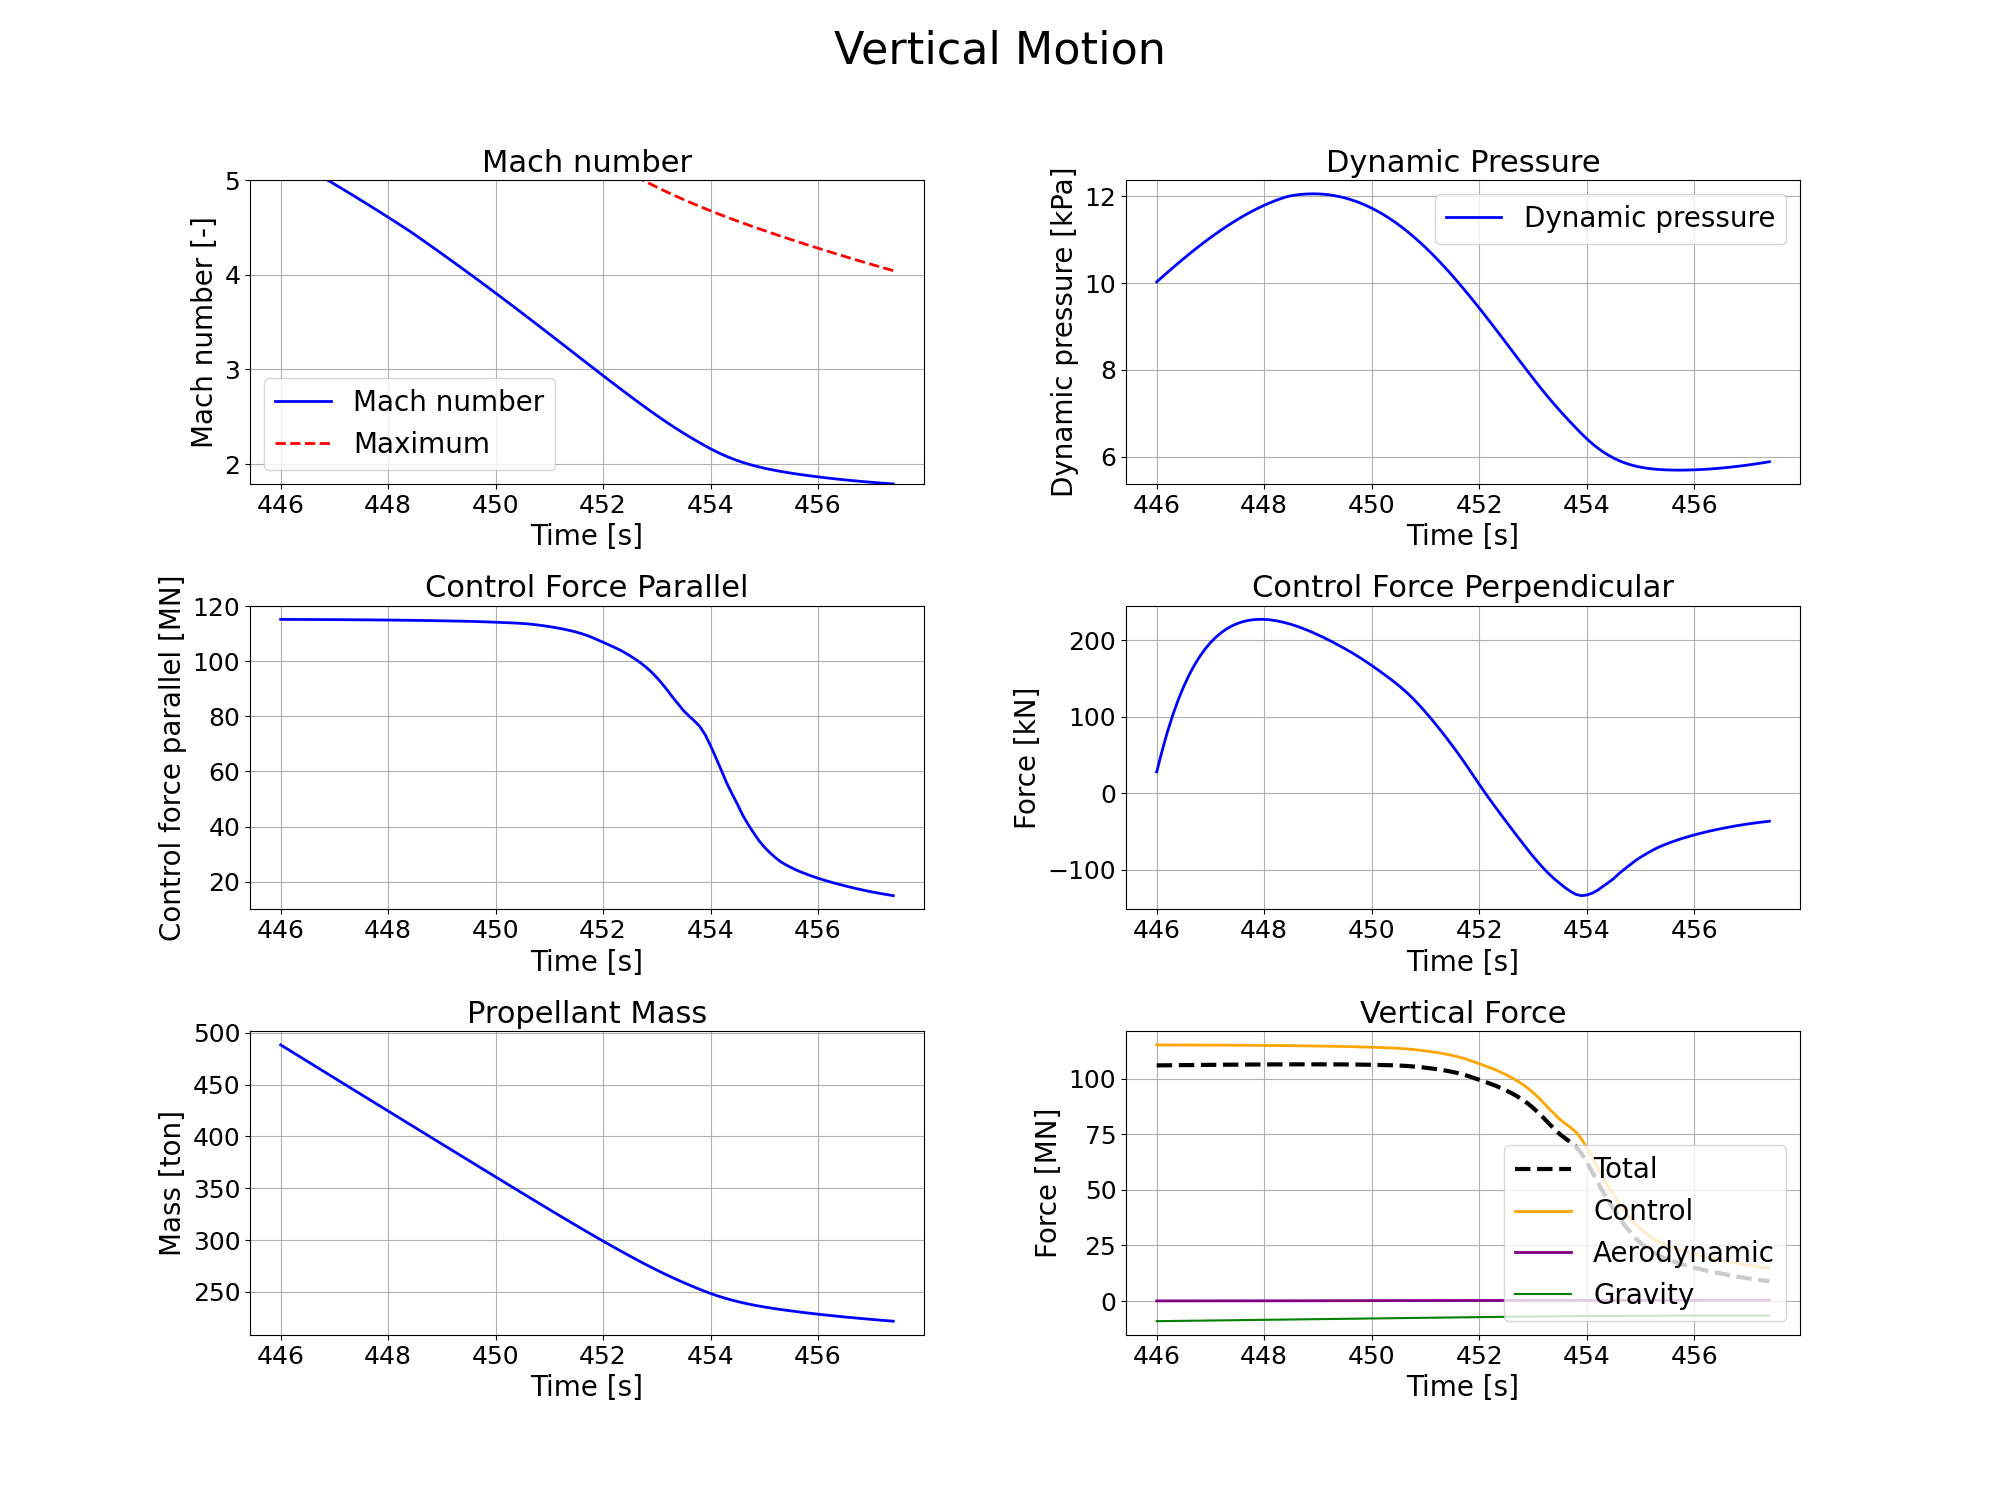 Vertical Motion
Mach number
Mach number [-]
5
4
3
2
Mach number
Maximum
446 448 450 452 454 456
Time [s]
Dynamic Pressure
Dynamic pressure [kPa]
12
10
8
6
Dynamic pressure
446 448 450 452 454 456
Time [s]
Control Force Parallel
Control force parallel [MN]
120
100
80
60
40
20
446 448 450 452 454 456
Time [s]
Control Force Perpendicular
Force [kN]
200
100
0
−100
446 448 450 452 454 456
Time [s]
Propellant Mass
Mass [ton]
500
450
400
350
300
250
446 448 450 452 454 456
Time [s]
Vertical Force
Force [MN]
100
75
50
25
0
Total
Control
Aerodynamic
Gravity
446 448 450 452 454 456
Time [s]